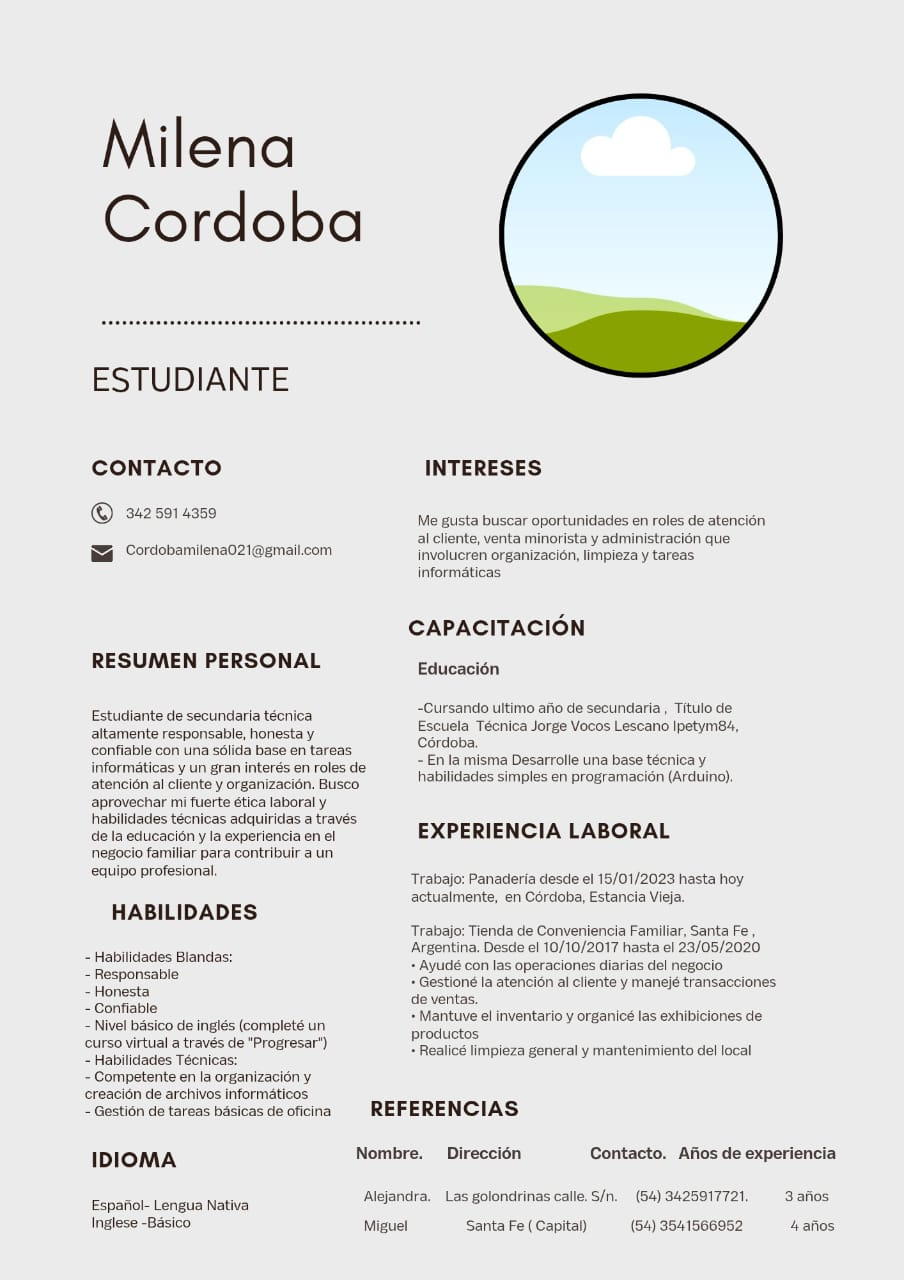 Milena
Cordoba
ESTUDIANTE
CONTACTO
342 591 4359
Cordobamilena021@gmail.com
RESUMEN PERSONAL
Estudiante de secundaria técnica
altamente responsable, honesta y
confiable con una sólida base en tareas
informáticas y un gran interés en roles de
atención al cliente y organización. Busco
aprovechar mi fuerte ética laboral y
habilidades técnicas adquiridas a través
de la educación y la experiencia en el
negocio familiar para contribuir a un
equipo profesional.
HABILIDADES
- Habilidades Blandas:
- Responsable
- Honesta
- Confiable
- Nivel básico de inglés (completé un
curso virtual a través de "Progresar")
- Habilidades Técnicas:
- Competente en la organización y
creación de archivos informáticos
- Gestión de tareas básicas de oficina
IDIOMA
Español- Lengua Nativa
Inglese -Básico
INTERESES
Me gusta buscar oportunidades en roles de atención
al cliente, venta minorista y administración que
involucren organización, limpieza y tareas
informáticas
CAPACITACIÓN
Educación
-Cursando ultimo año de secundaria , Título de
Escuela Técnica Jorge Vocos Lescano Ipetym84,
Córdoba.
- En la misma Desarrolle una base técnica y
habilidades simples en programación (Arduino).
EXPERIENCIA LABORAL
Trabajo: Panadería desde el 15/01/2023 hasta hoy
actualmente, en Córdoba, Estancia Vieja.
Trabajo: Tienda de Conveniencia Familiar, Santa Fe ,
Argentina. Desde el 10/10/2017 hasta el 23/05/2020
• Ayudé con las operaciones diarias del negocio
• Gestioné la atención al cliente y manejé transacciones
de ventas.
• Mantuve el inventario y organicé las exhibiciones de
productos
• Realicé limpieza general y mantenimiento del local
REFERENCIAS
Nombre. Dirección Contacto. Años de experiencia
Alejandra. Las golondrinas calle. S/n. (54) 3425917721. 3 años
Miguel Santa Fe ( Capital) (54) 3541566952 4 años